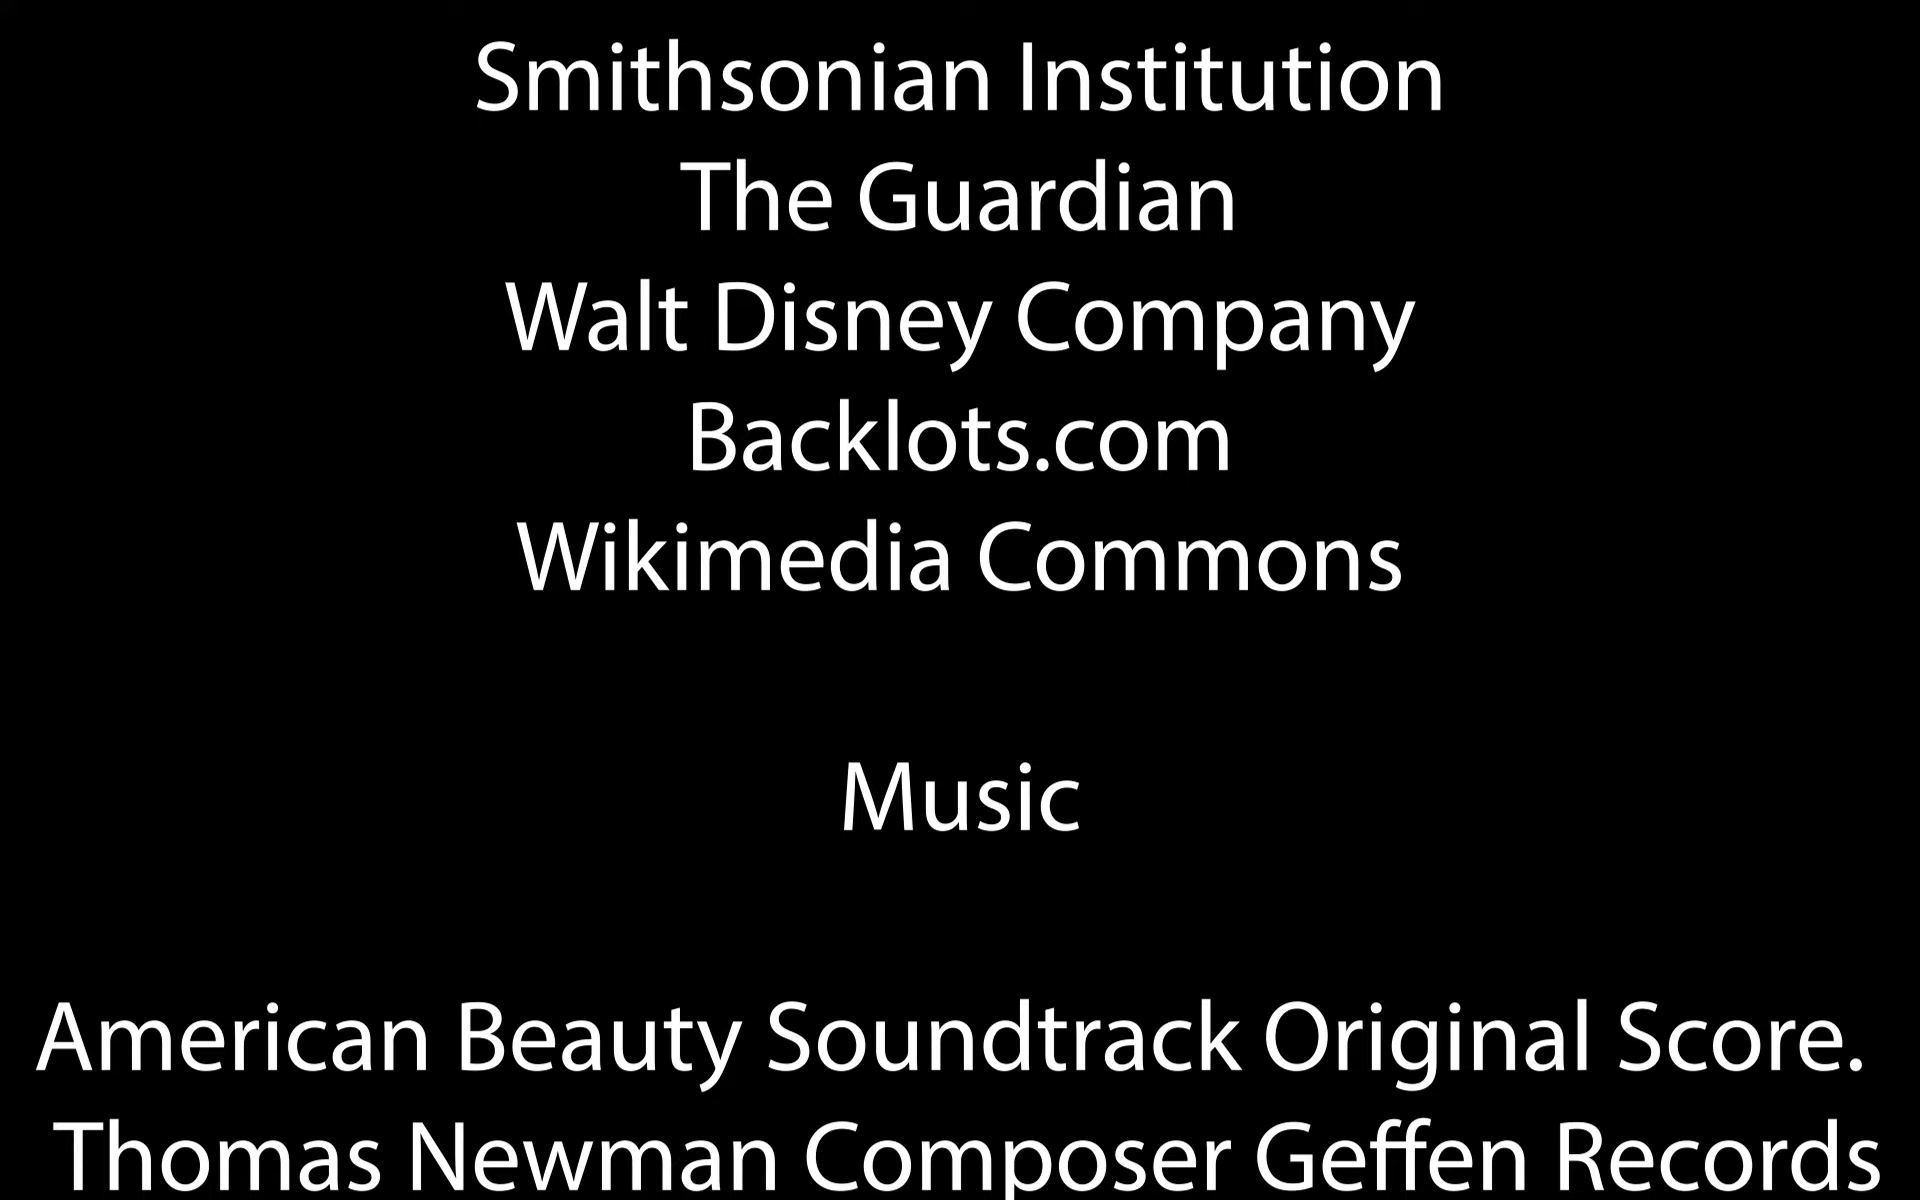 Smithsonian Institution
The Guardian
Walt Disney Company
Backlots.com
Wikimedia Commons
Music
American Beauty Soundtrack Original Score.
Thomas Newman Composer Geffen Records